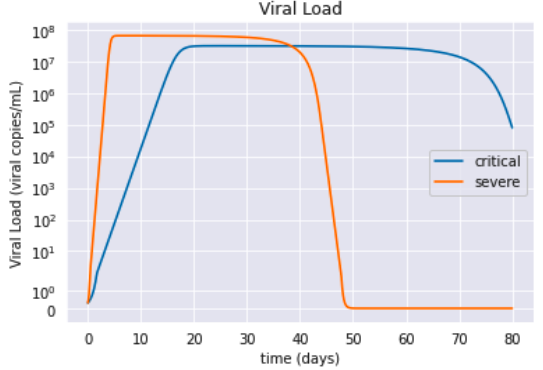 Viral Load
Viral Load (viral copies/mL)
10⁸
10⁷
10⁶
10⁵
10⁴
10³
10²
10¹
10⁰
0
critical
severe
0 10 20 30 40 50 60 70 80
time (days)